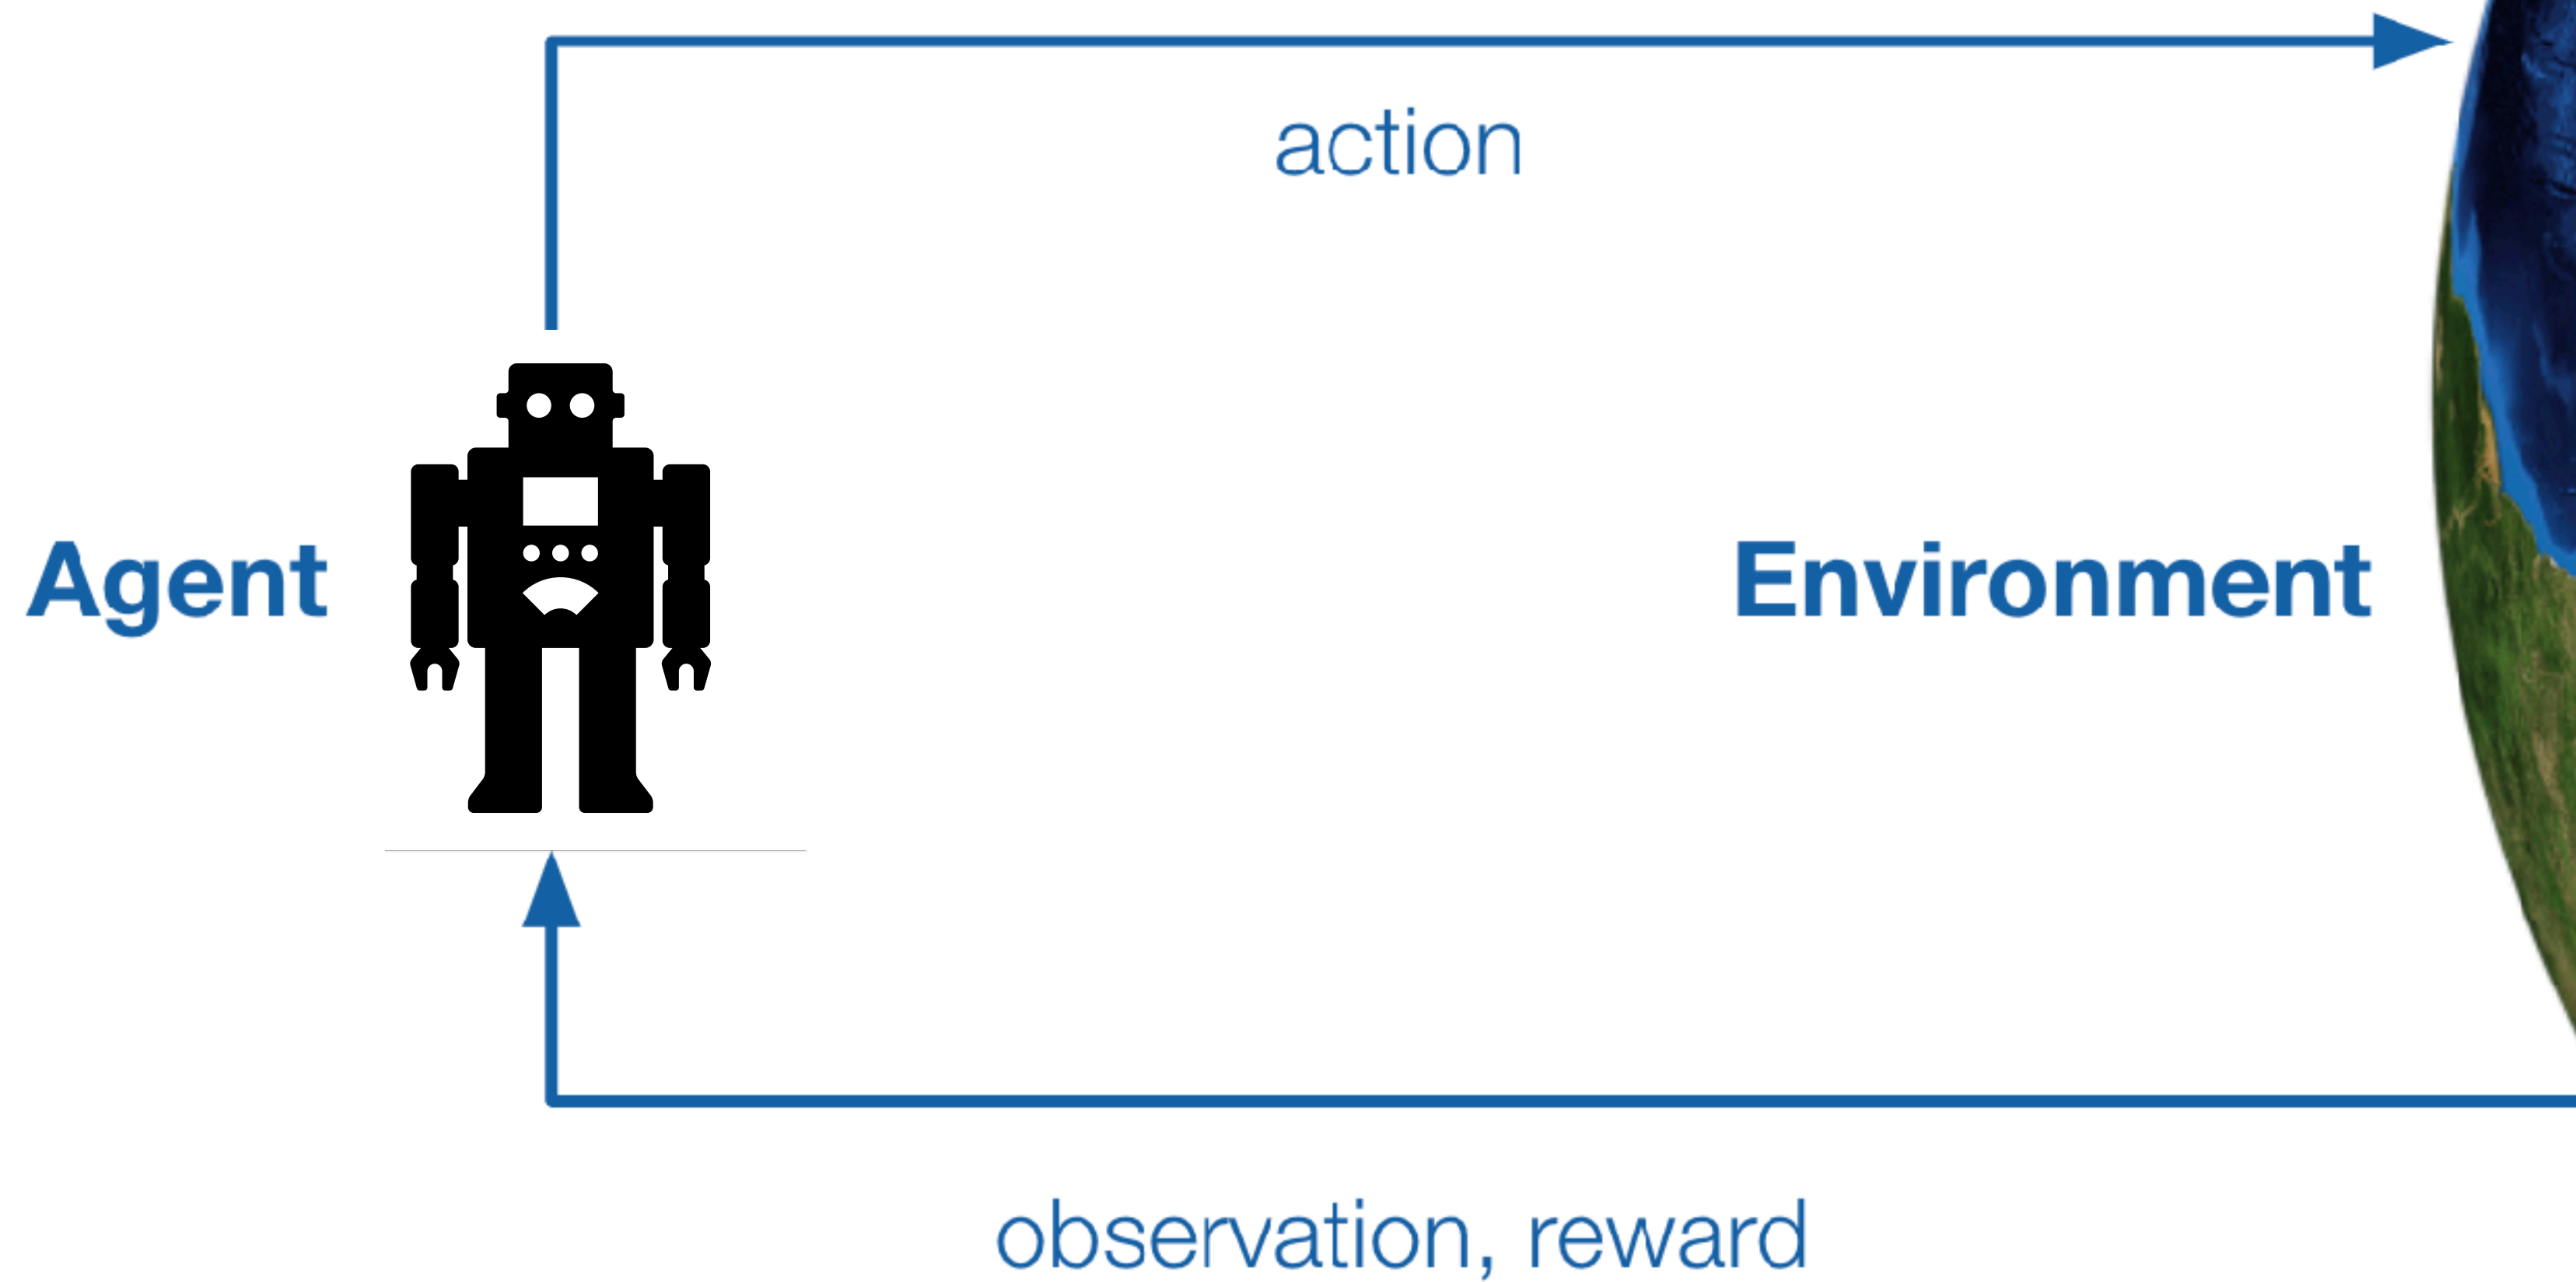 action
Agent
Environment
observation, reward